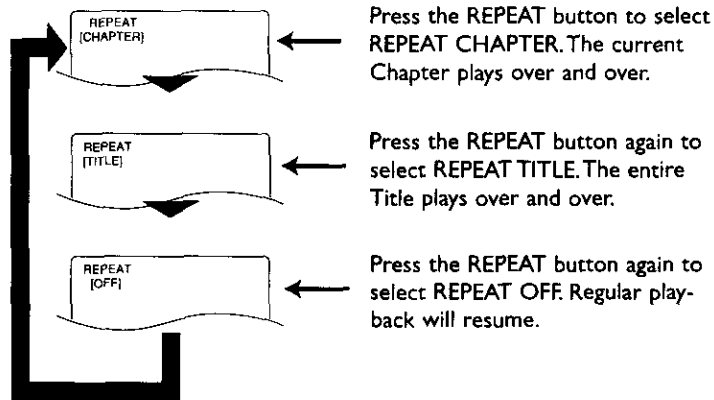 REPEAT
[CHAPTER]
Press the REPEAT button to select
REPEAT CHAPTER. The current
Chapter plays over and over.
REPEAT
[TITLE]
Press the REPEAT button again to
select REPEAT TITLE. The entire
Title plays over and over.
REPEAT
[OFF]
Press the REPEAT button again to
select REPEAT OFF. Regular play-
back will resume.